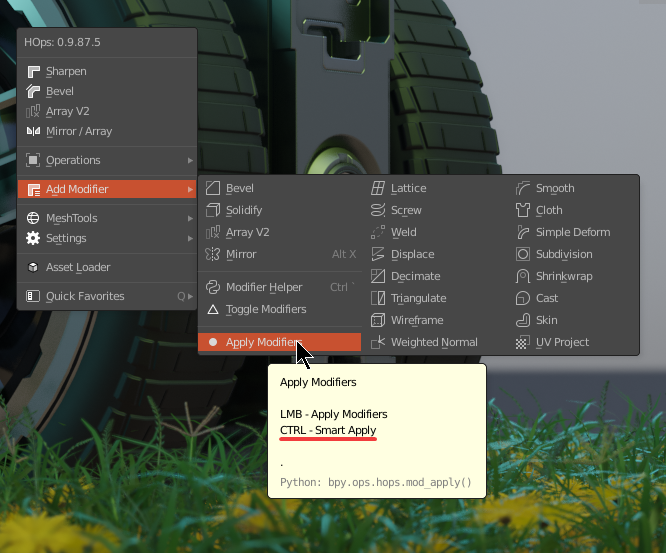 HOps: 0.9.87.5
Sharpen
Bevel
Array V2
Mirror / Array
Operations
Add Modifier
MeshTools
Settings
Asset Loader
Quick Favorites Q
Bevel
Solidify
Array V2
Mirror Alt X
Modifier Helper Ctrl `
Toggle Modifiers
Apply Modifiers
Lattice
Screw
Weld
Displace
Decimate
Triangulate
Wireframe
Weighted Normal
Smooth
Cloth
Simple Deform
Subdivision
Shrinkwrap
Cast
Skin
UV Project
Apply Modifiers
LMB - Apply Modifiers
CTRL - Smart Apply
.
Python: bpy.ops.hops.mod_apply()